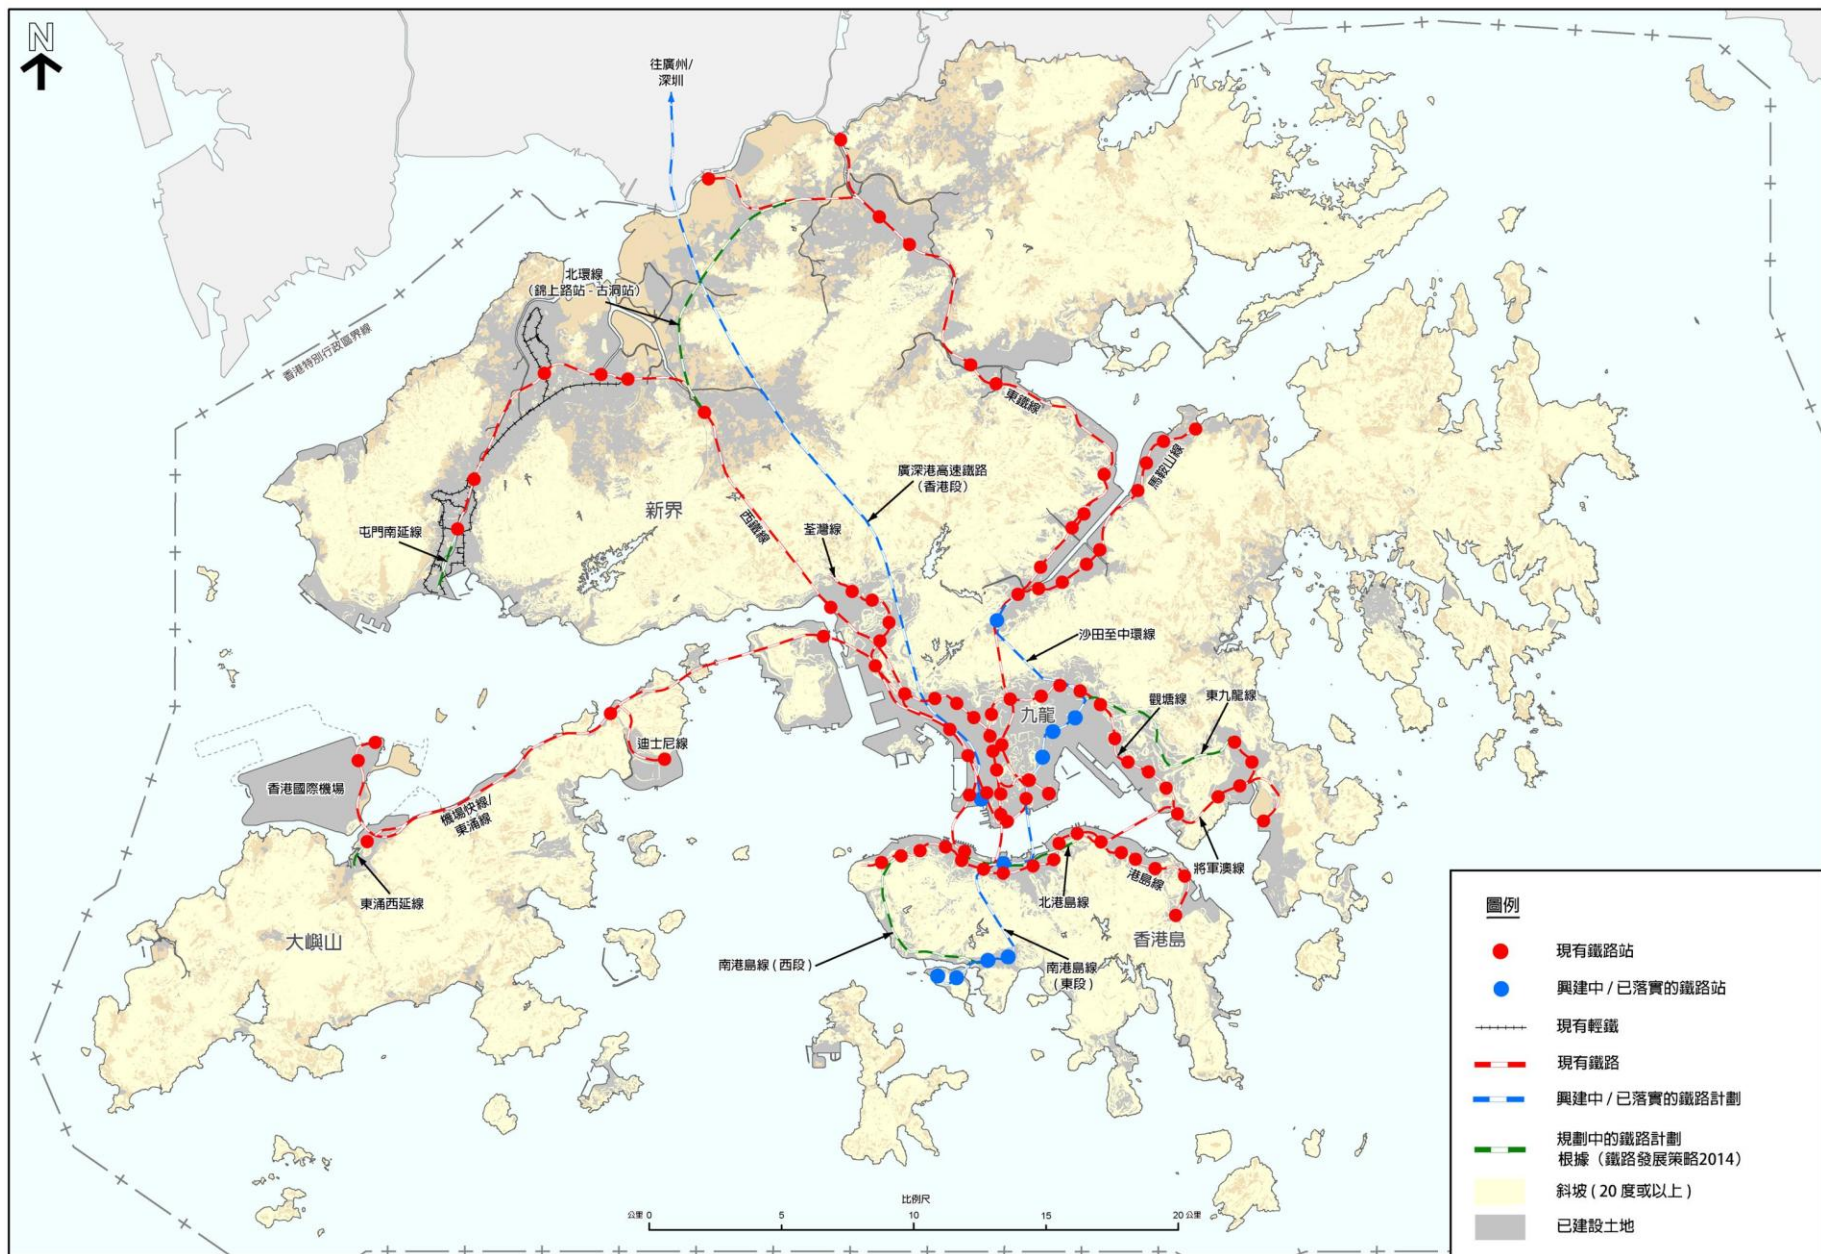 N
往廣州/
深圳
北環線
(錦上路站 - 古洞站)
香港特別行政區界線
東鐵線
馬鞍山線
廣深港高速鐵路
(香港段)
新界
西鐵線
荃灣線
屯門南延線
沙田至中環線
九龍
觀塘線
東九龍線
迪士尼線
香港國際機場
機場快線/
東涌線
東涌西延線
大嶼山
將軍澳線
港島線
北港島線
香港島
南港島線 ( 西段 )
南港島線
( 東段 )
圖例
現有鐵路站
興建中 / 已落實的鐵路站
現有輕鐵
現有鐵路
興建中 / 已落實的鐵路計劃
規劃中的鐵路計劃
根據（鐵路發展策略2014）
斜坡 ( 20 度或以上 )
已建設土地
比例尺
公里 0 5 10 15 20 公里